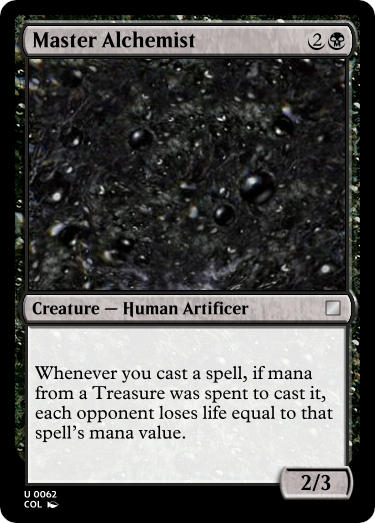 Master Alchemist 2
Creature — Human Artificer
Whenever you cast a spell, if mana
from a Treasure was spent to cast it,
each opponent loses life equal to that
spell's mana value.
2/3
U 0062
COL